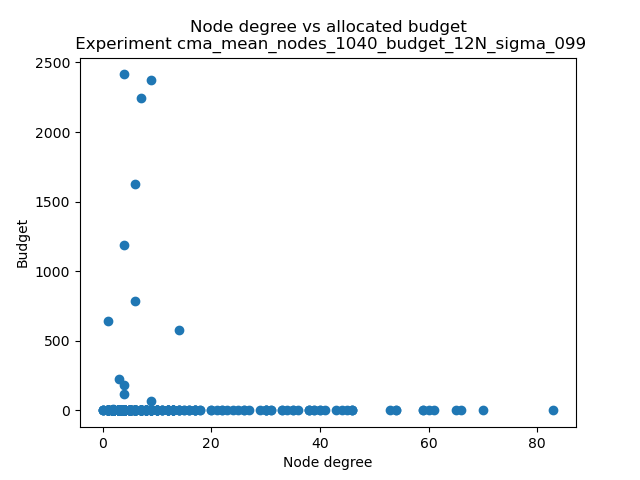 Node degree vs allocated budget
Experiment cma_mean_nodes_1040_budget_12N_sigma_099
2500
2000
1500
1000
500
0
Budget
0 20 40 60 80
Node degree